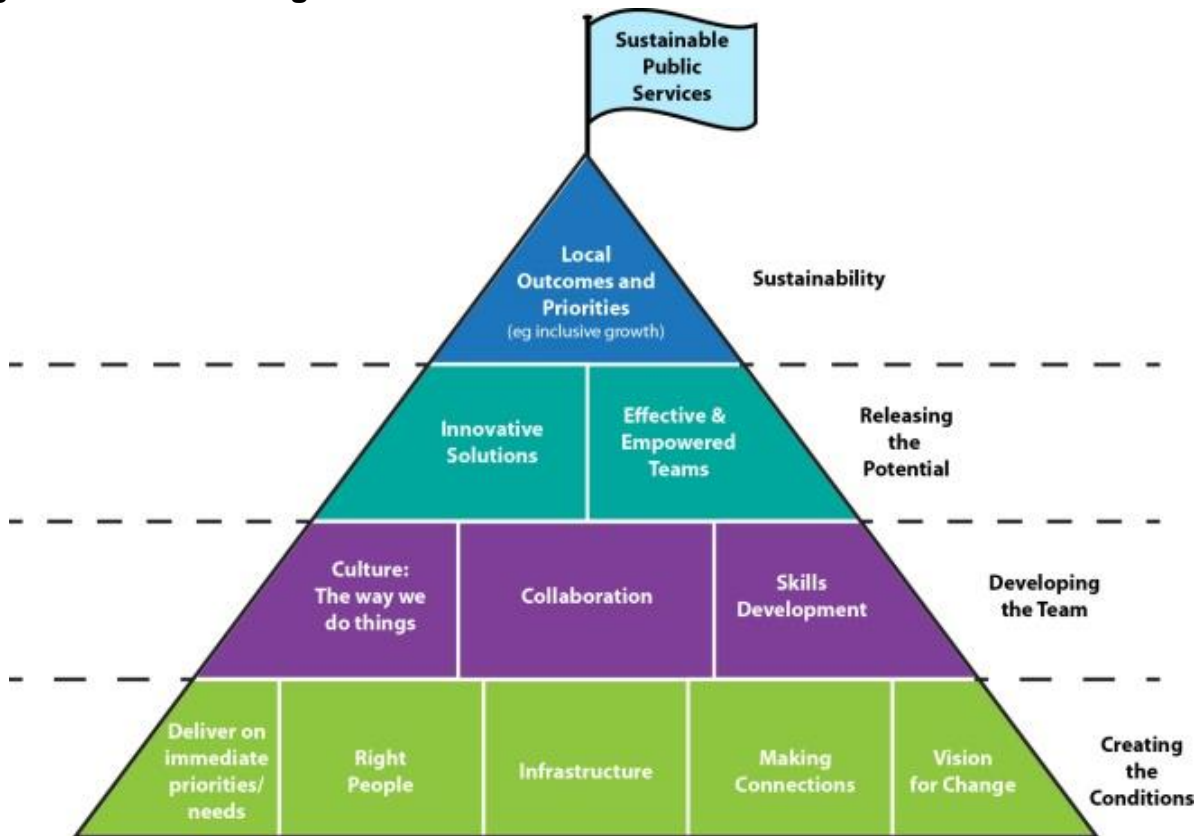 Sustainable
Public
Services
Local
Outcomes and
Priorities
(eg inclusive growth)
Sustainability
Innovative
Solutions
Effective &
Empowered
Teams
Releasing
the
Potential
Culture:
The way we
do things
Collaboration
Skills
Development
Developing
the Team
Deliver on
immediate
priorities/
needs
Right
People
Infrastructure
Making
Connections
Vision
for Change
Creating
the
Conditions